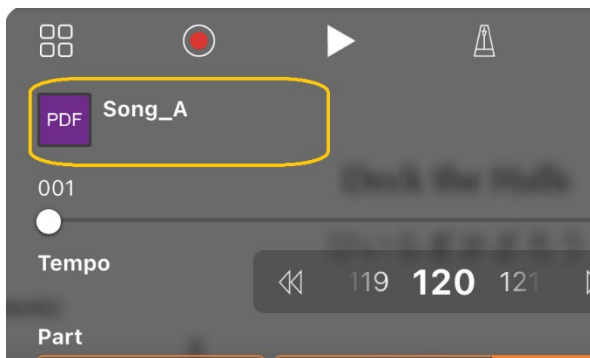 PDF Song_A
Deck the Halls
001
Tempo
119 120 121
Part